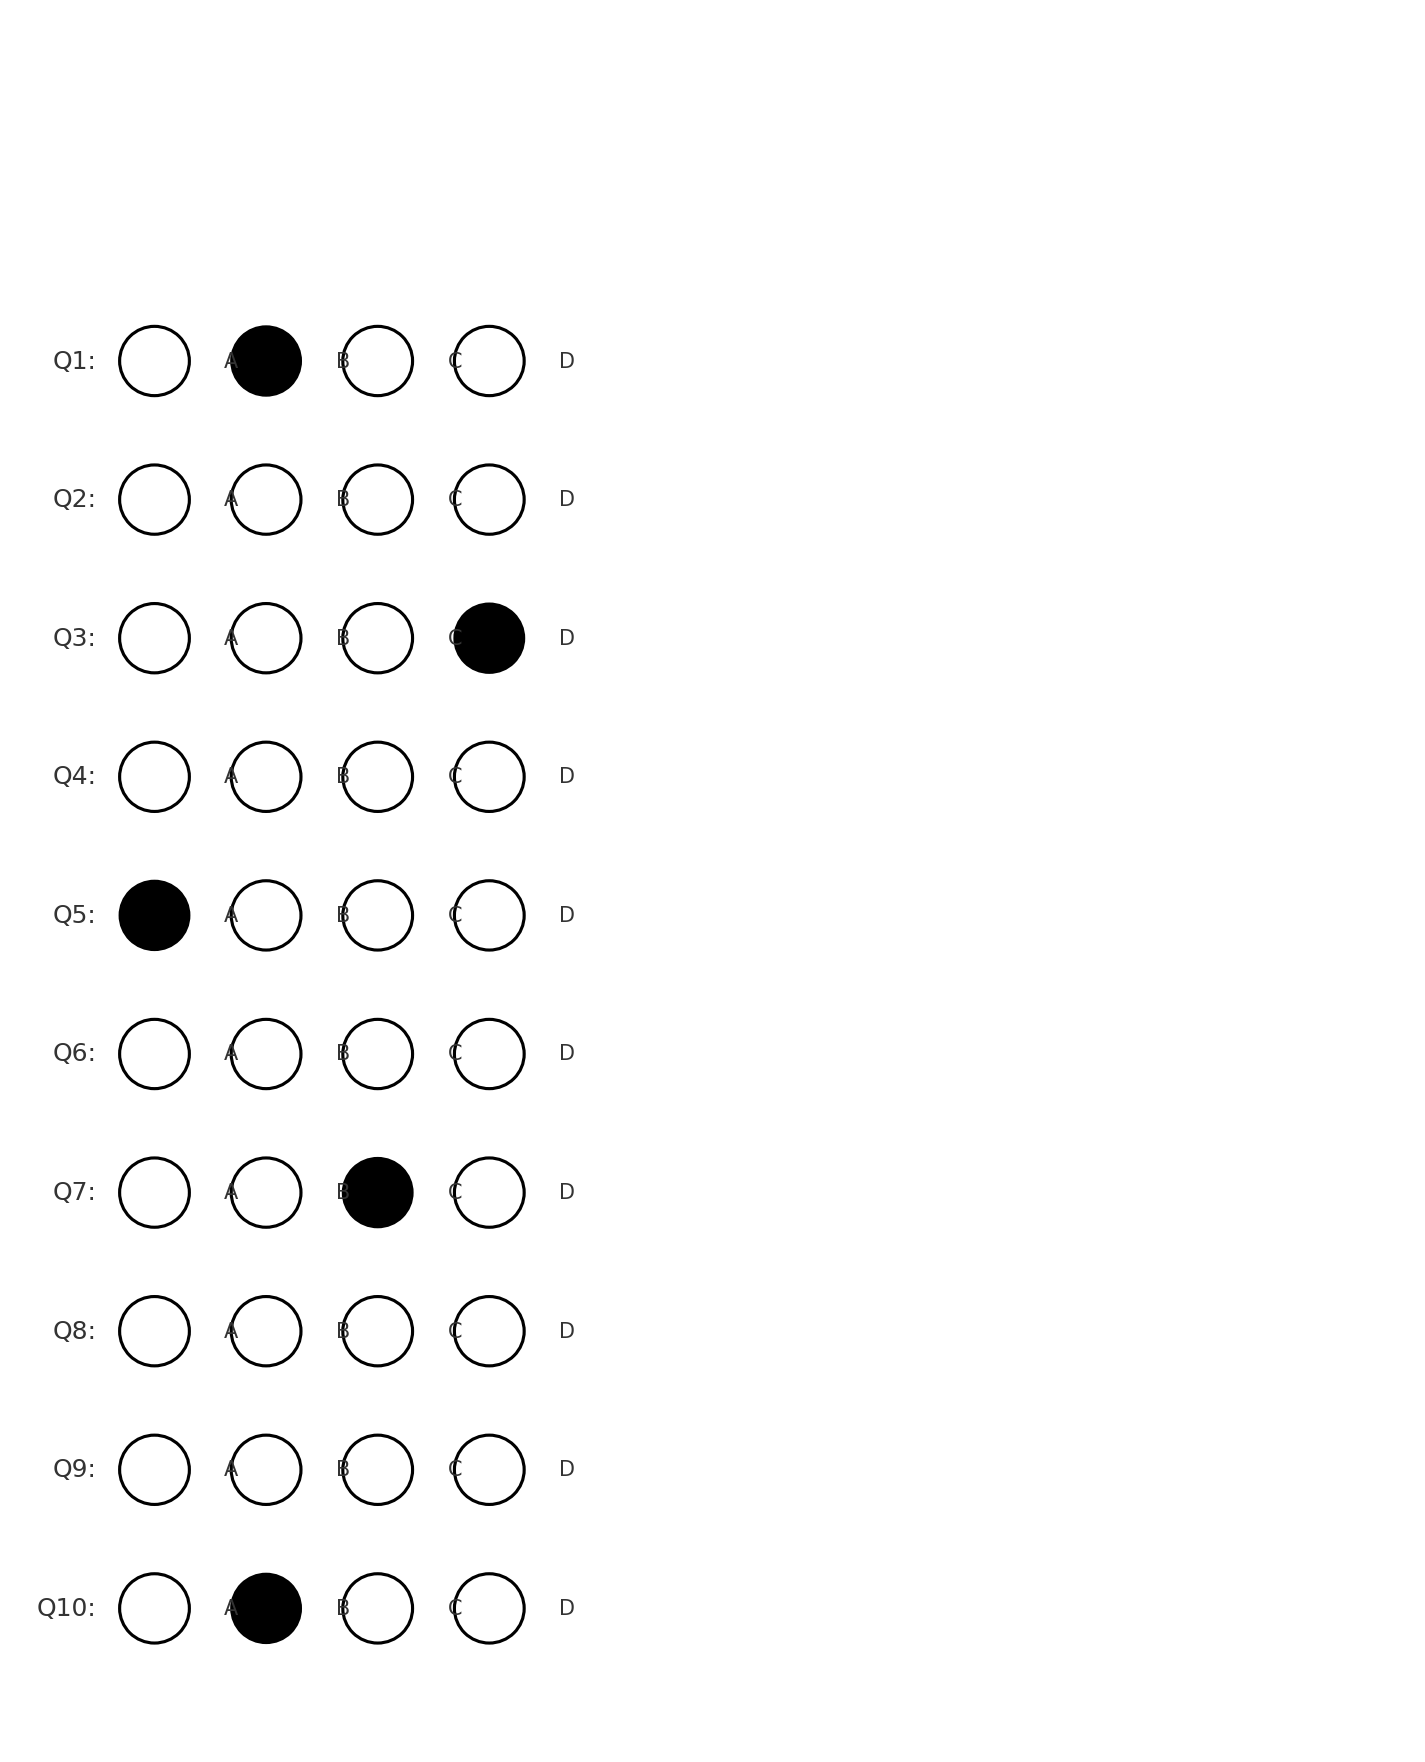 Q1: A B C D
Q2: A B C D
Q3: A B C D
Q4: A B C D
Q5: A B C D
Q6: A B C D
Q7: A B C D
Q8: A B C D
Q9: A B C D
Q10: A B C D